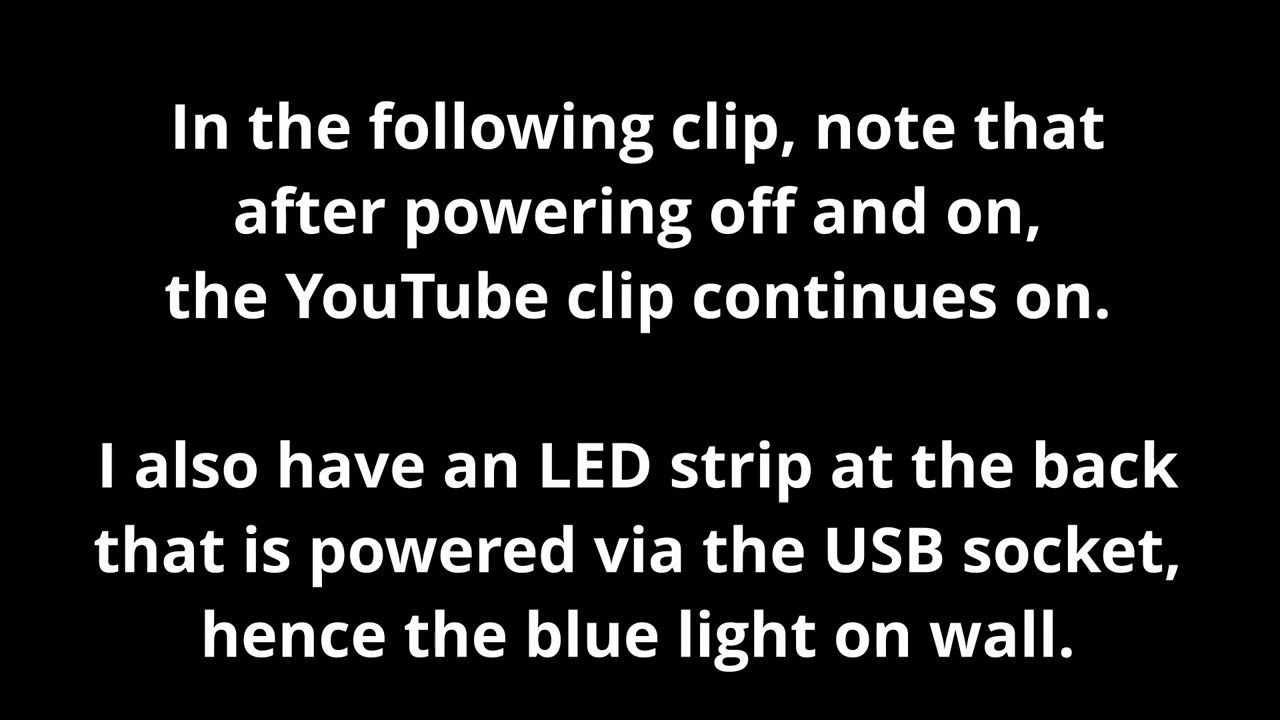 In the following clip, note that
after powering off and on,
the YouTube clip continues on.
I also have an LED strip at the back
that is powered via the USB socket,
hence the blue light on wall.